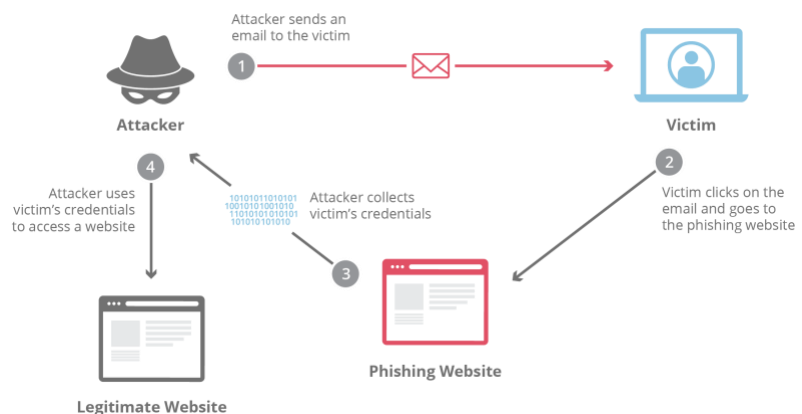 Attacker sends an
email to the victim
1
Attacker
Victim
4
2
Attacker uses
victim's credentials
to access a website
10101011010101
10010101001010
11010101010101
101010101010
Attacker collects
victim's credentials
Victim clicks on the
email and goes to
the phishing website
3
Phishing Website
Legitimate Website